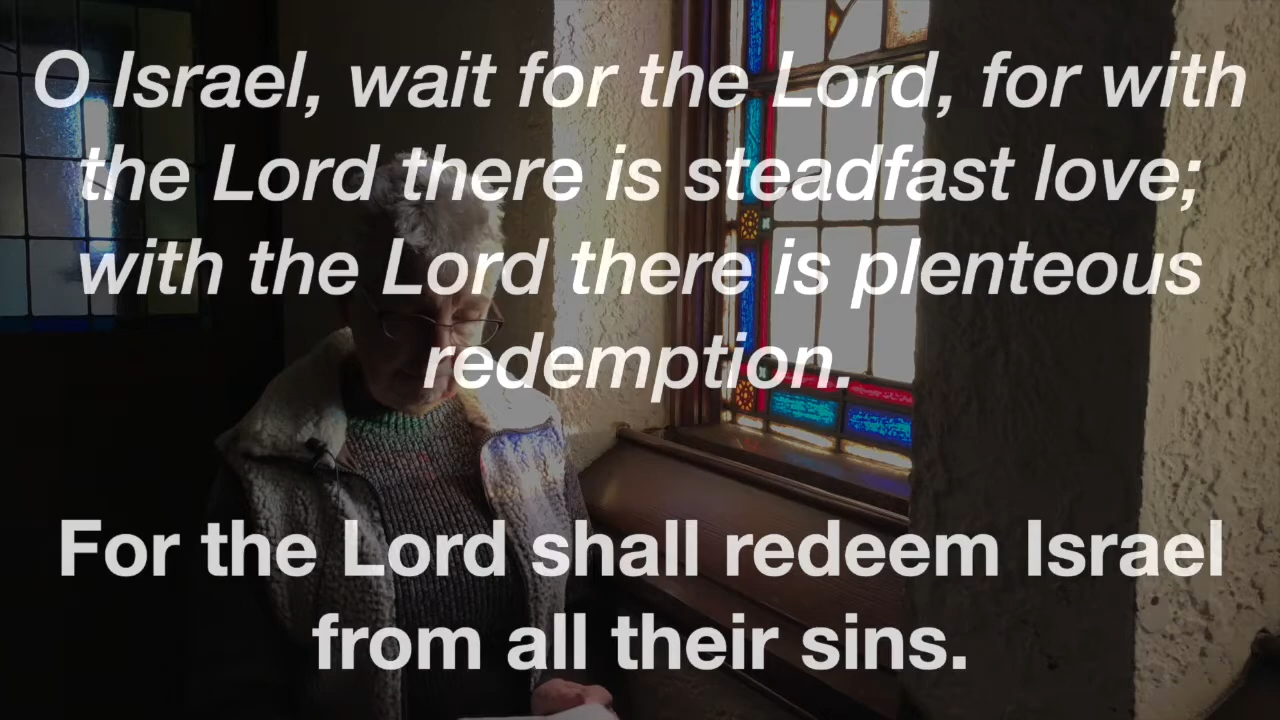 O Israel, wait for the Lord, for with
the Lord there is steadfast love;
with the Lord there is plenteous
redemption.
For the Lord shall redeem Israel
from all their sins.